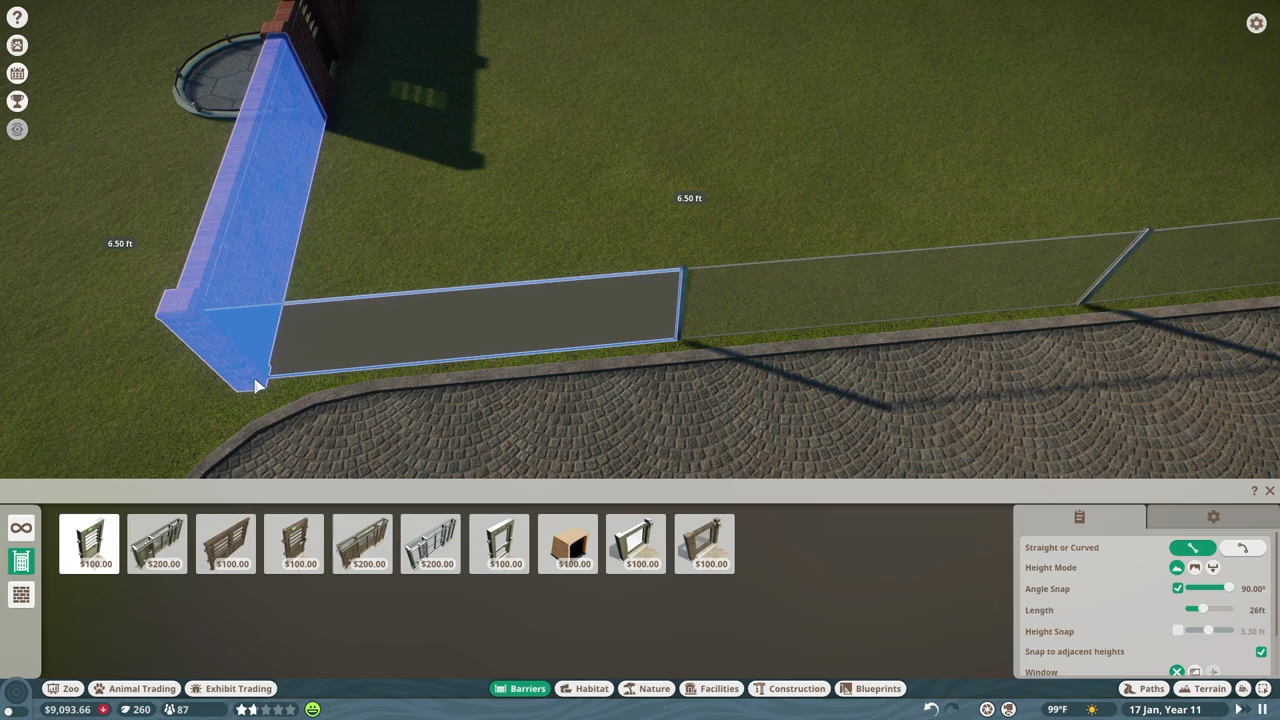 6.50 ft
6.50 ft
?
? ×
$100.00 $200.00 $100.00 $100.00 $200.00 $200.00 $100.00 $100.00 $100.00 $100.00
Straight or Curved
Height Mode
Angle Snap 90.00°
Length 26ft
Height Snap 3.30 ft
Snap to adjacent heights
Window
Zoo Animal Trading Exhibit Trading Barriers Habitat Nature Facilities Construction Blueprints Paths Terrain
$9,093.66 260 87 99°F 17 Jan, Year 11